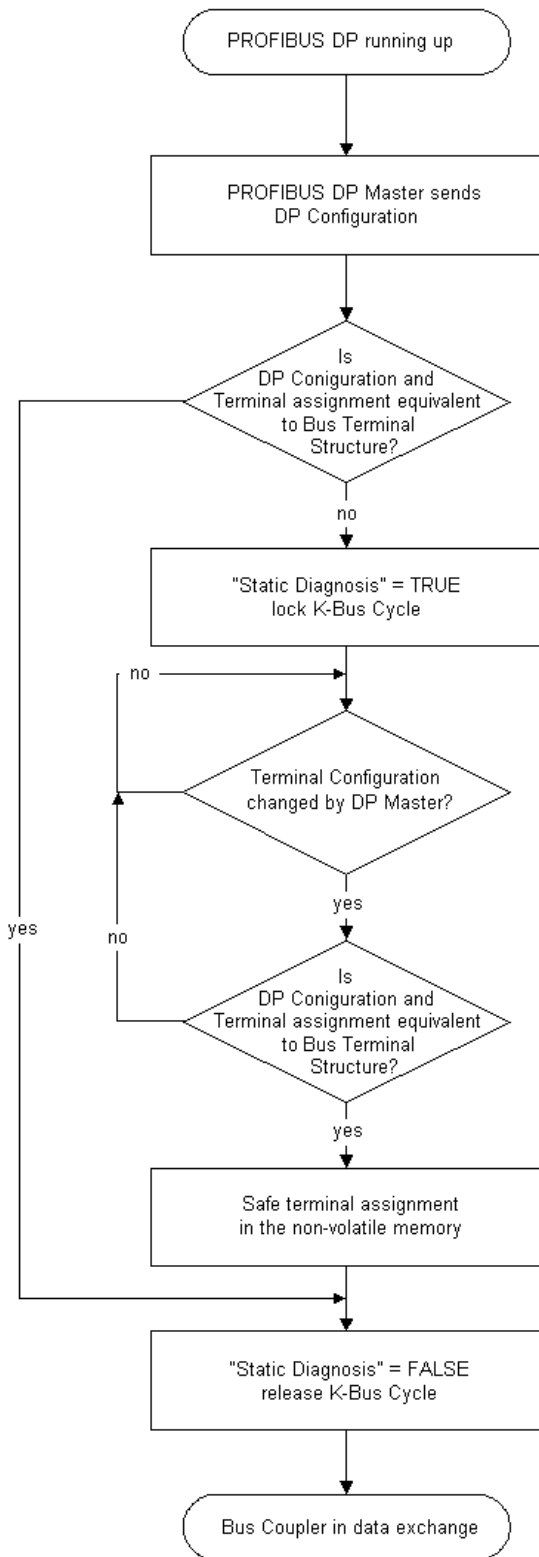 PROFIBUS DP running up
PROFIBUS DP Master sends
DP Configuration
Is
DP Coniguration and
Terminal assignment equivalent
to Bus Terminal
Structure?
no
"Static Diagnosis" = TRUE
lock K-Bus Cycle
no
Terminal Configuration
changed by DP Master?
yes
yes
no
Is
DP Coniguration and
Terminal assignment equivalent
to Bus Terminal
Structure?
yes
Safe terminal assignment
in the non-volatile memory
"Static Diagnosis" = FALSE
release K-Bus Cycle
Bus Coupler in data exchange